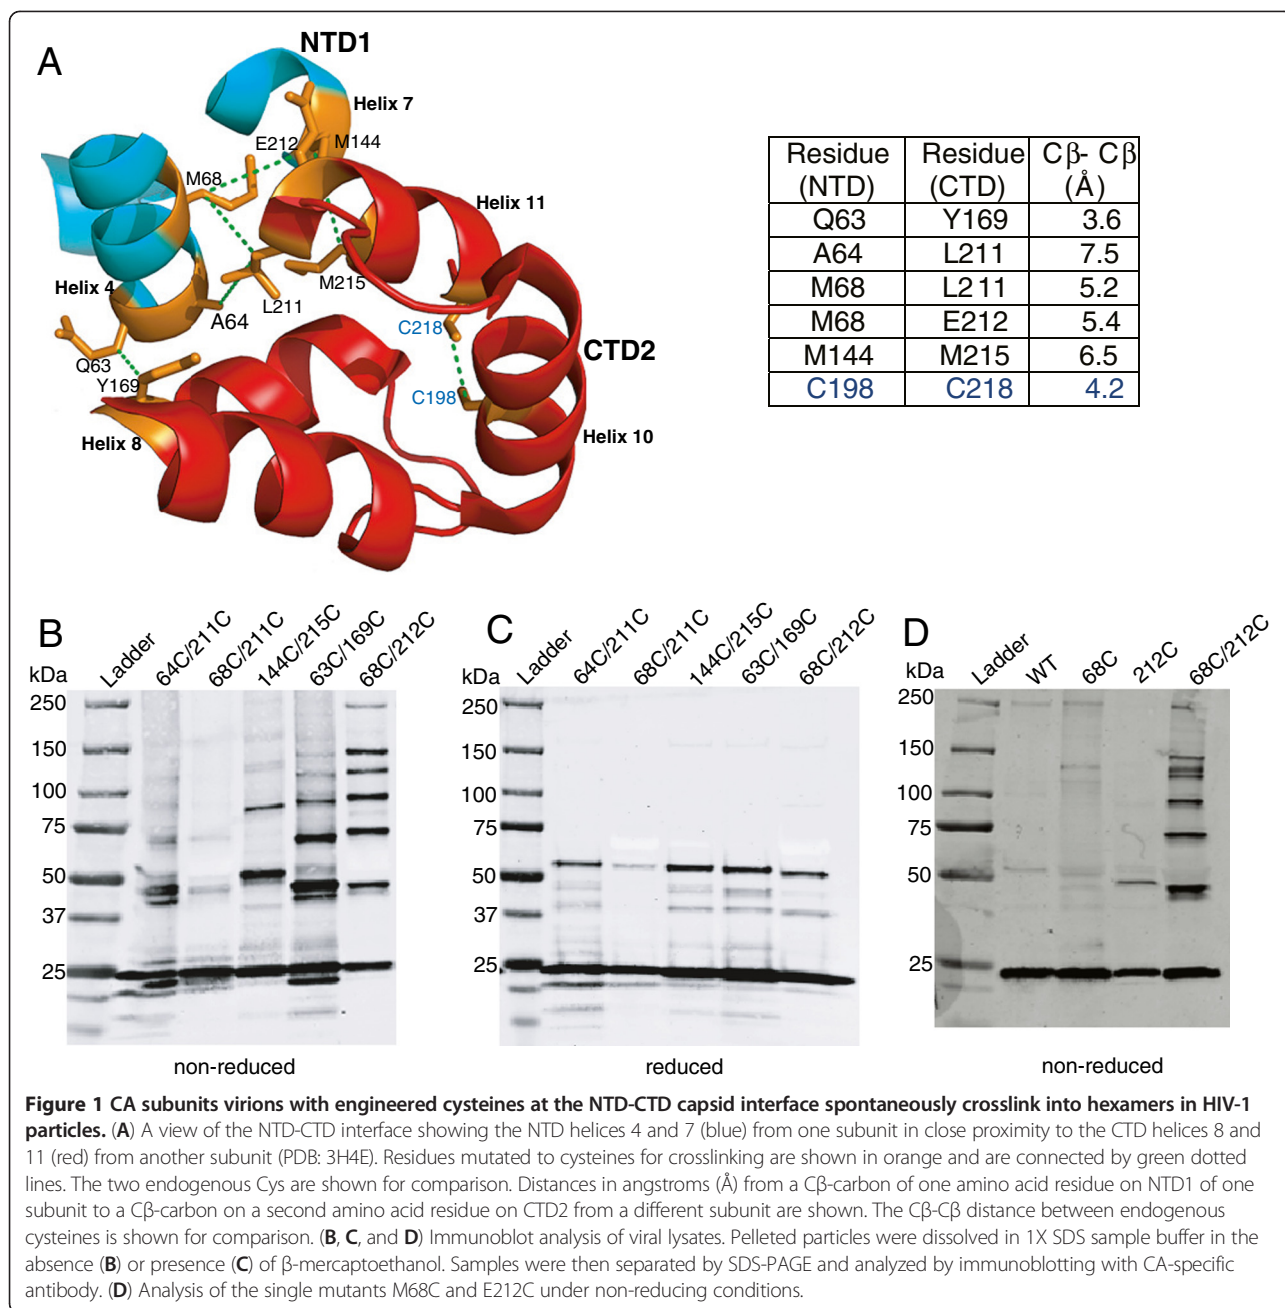 A
NTD1
Helix 7
E212
M144
M68
Helix 11
Helix 4
M215
L211
A64
C218
CTD2
Q63
Y169
C198
Helix 8
Helix 10
Residue (NTD) Residue (CTD) Cβ- Cβ (Å)
Q63 Y169 3.6
A64 L211 7.5
M68 L211 5.2
M68 E212 5.4
M144 M215 6.5
C198 C218 4.2
B
kDa
Ladder
64C/211C
68C/211C
144C/215C
63C/169C
68C/212C
250
150
100
75
50
37
25
non-reduced
C
kDa
Ladder
64C/211C
68C/211C
144C/215C
63C/169C
68C/212C
250
150
100
75
50
37
25
reduced
D
kDa
Ladder
WT
68C
212C
68C/212C
250
150
100
75
50
25
non-reduced
Figure 1 CA subunits virions with engineered cysteines at the NTD-CTD capsid interface spontaneously crosslink into hexamers in HIV-1
particles. (A) A view of the NTD-CTD interface showing the NTD helices 4 and 7 (blue) from one subunit in close proximity to the CTD helices 8 and
11 (red) from another subunit (PDB: 3H4E). Residues mutated to cysteines for crosslinking are shown in orange and are connected by green dotted
lines. The two endogenous Cys are shown for comparison. Distances in angstroms (Å) from a Cβ-carbon of one amino acid residue on NTD1 of one
subunit to a Cβ-carbon on a second amino acid residue on CTD2 from a different subunit are shown. The Cβ-Cβ distance between endogenous
cysteines is shown for comparison. (B, C, and D) Immunoblot analysis of viral lysates. Pelleted particles were dissolved in 1X SDS sample buffer in the
absence (B) or presence (C) of β-mercaptoethanol. Samples were then separated by SDS-PAGE and analyzed by immunoblotting with CA-specific
antibody. (D) Analysis of the single mutants M68C and E212C under non-reducing conditions.